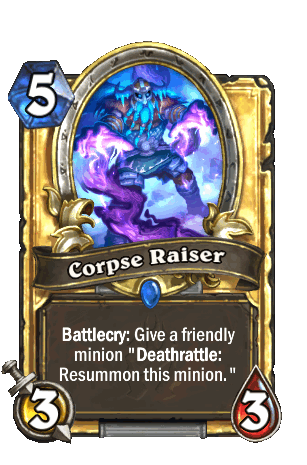 5
Corpse Raiser
Battlecry: Give a friendly
minion "Deathrattle:
Resummon this minion."
3
3